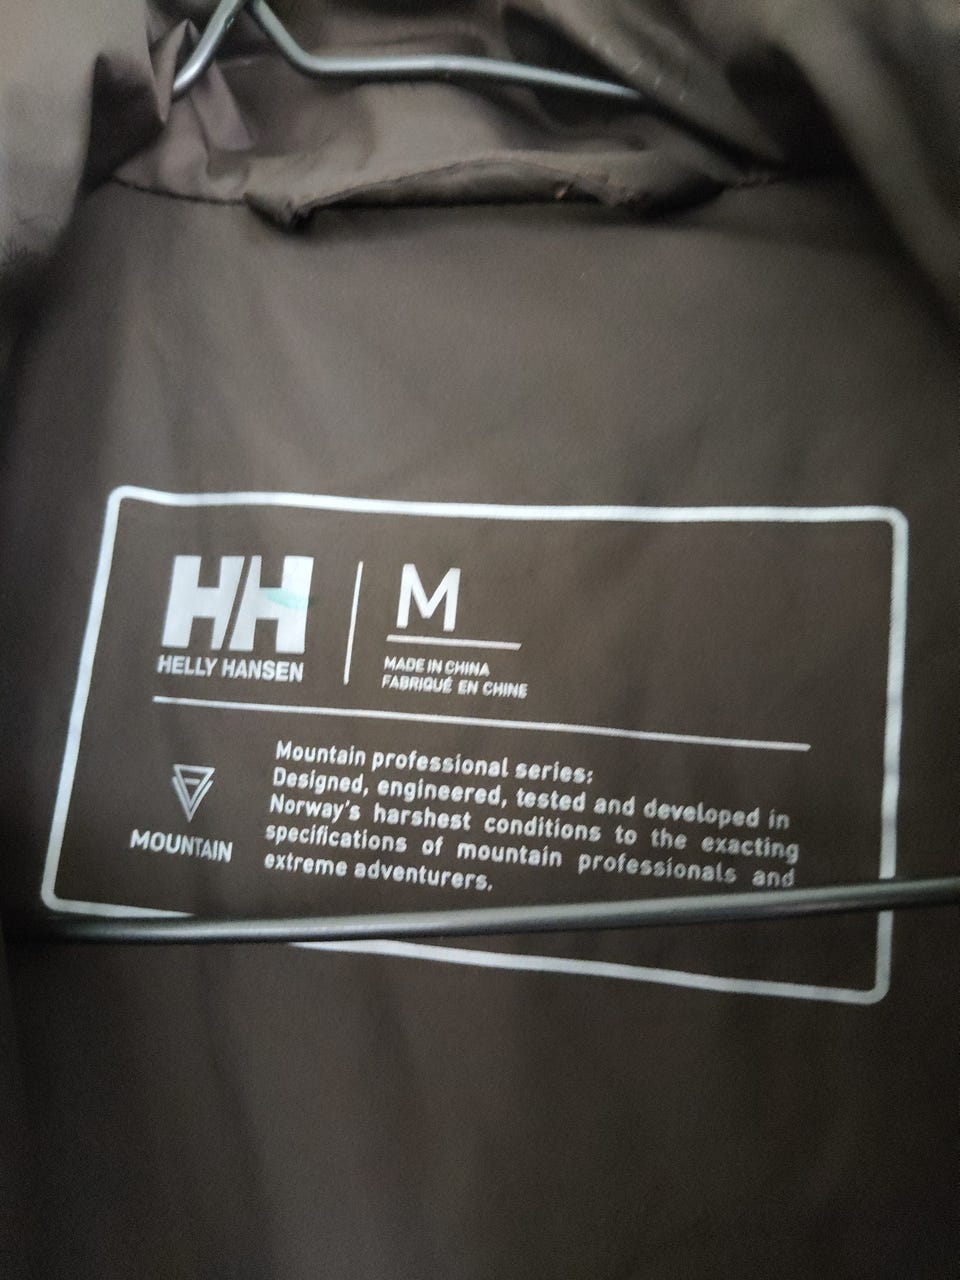 HH
HELLY HANSEN
M
MADE IN CHINA
FABRIQUÉ EN CHINE
MOUNTAIN
Mountain professional series:
Designed, engineered, tested and developed in
Norway's harshest conditions to the exacting
specifications of mountain professionals and
extreme adventurers.